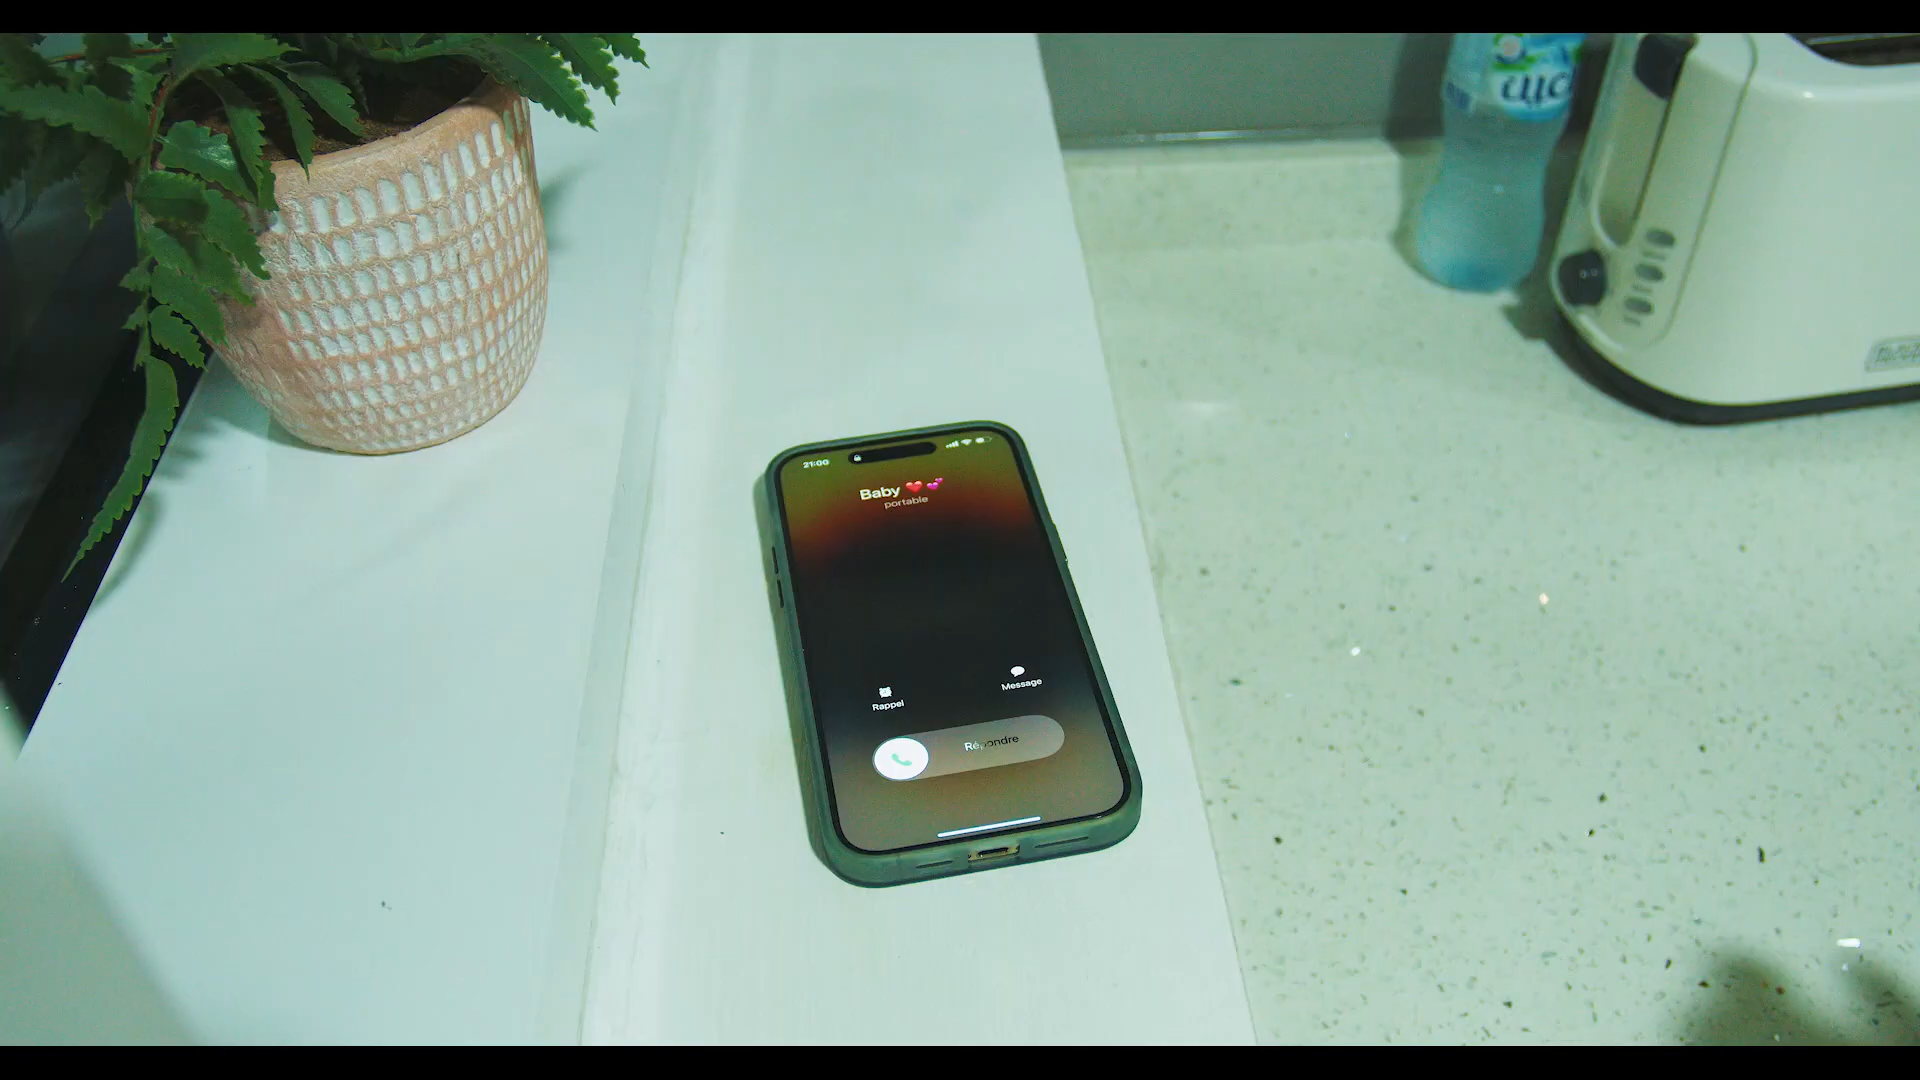 21:00
Baby ❤️💕
portable
Rappel
Message
Répondre